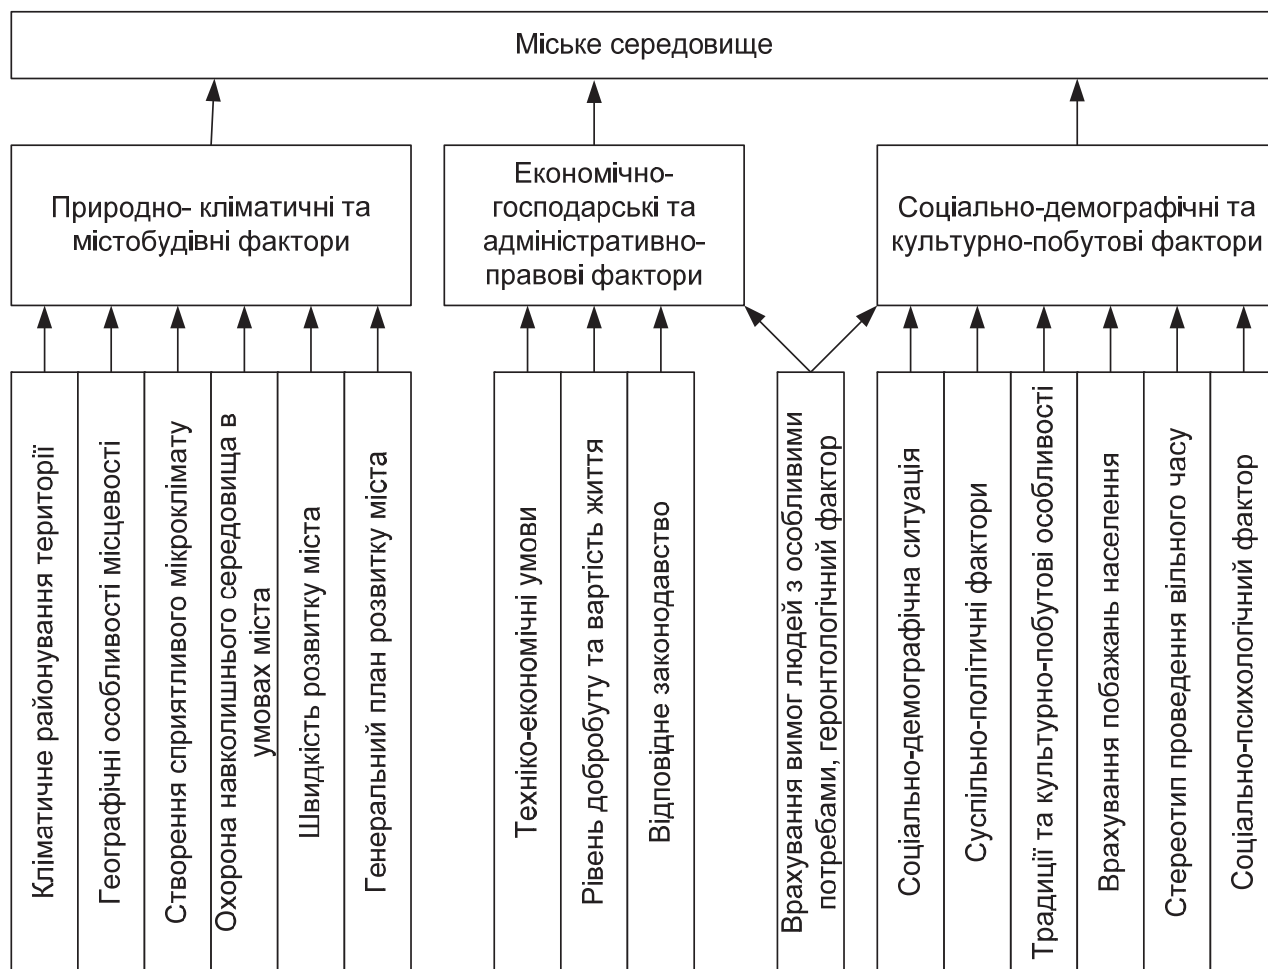 Міське середовище
Природно- кліматичні та
містобудівні фактори
Економічно-
господарські та
адміністративно-
правові фактори
Соціально-демографічні та
культурно-побутові фактори
Кліматичне районування території
Географічні особливості місцевості
Створення сприятливого мікроклімату
Охорона навколишнього середовища в
умовах міста
Швидкість розвитку міста
Генеральний план розвитку міста
Техніко-економічні умови
Рівень добробуту та вартість життя
Відповідне законодавство
Врахування вимог людей з особливими
потребами, геронтологічний фактор
Соціально-демографічна ситуація
Суспільно-політичні фактори
Традиції та культурно-побутові особливості
Врахування побажань населення
Стереотип проведення вільного часу
Соціально-психологічний фактор